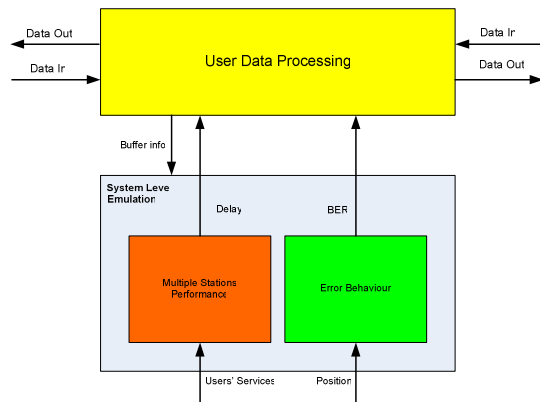 Data Out
Data In
User Data Processing
Data Ir
Data Out
Buffer info
System Leve
Emulation
Delay
BER
Multiple Stations
Performance
Error Behaviour
Users' Services
Position